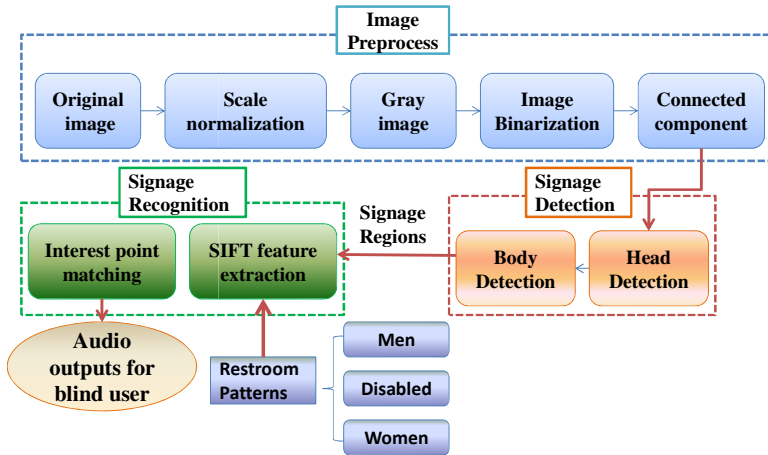 Image
Preprocess
Original
image
Scale
normalization
Gray
image
Image
Binarization
Connected
component
Signage
Recognition
Signage
Detection
Signage
Regions
Interest point
matching
SIFT feature
extraction
Body
Detection
Head
Detection
Audio
outputs for
blind user
Restroom
Patterns
Men
Disabled
Women